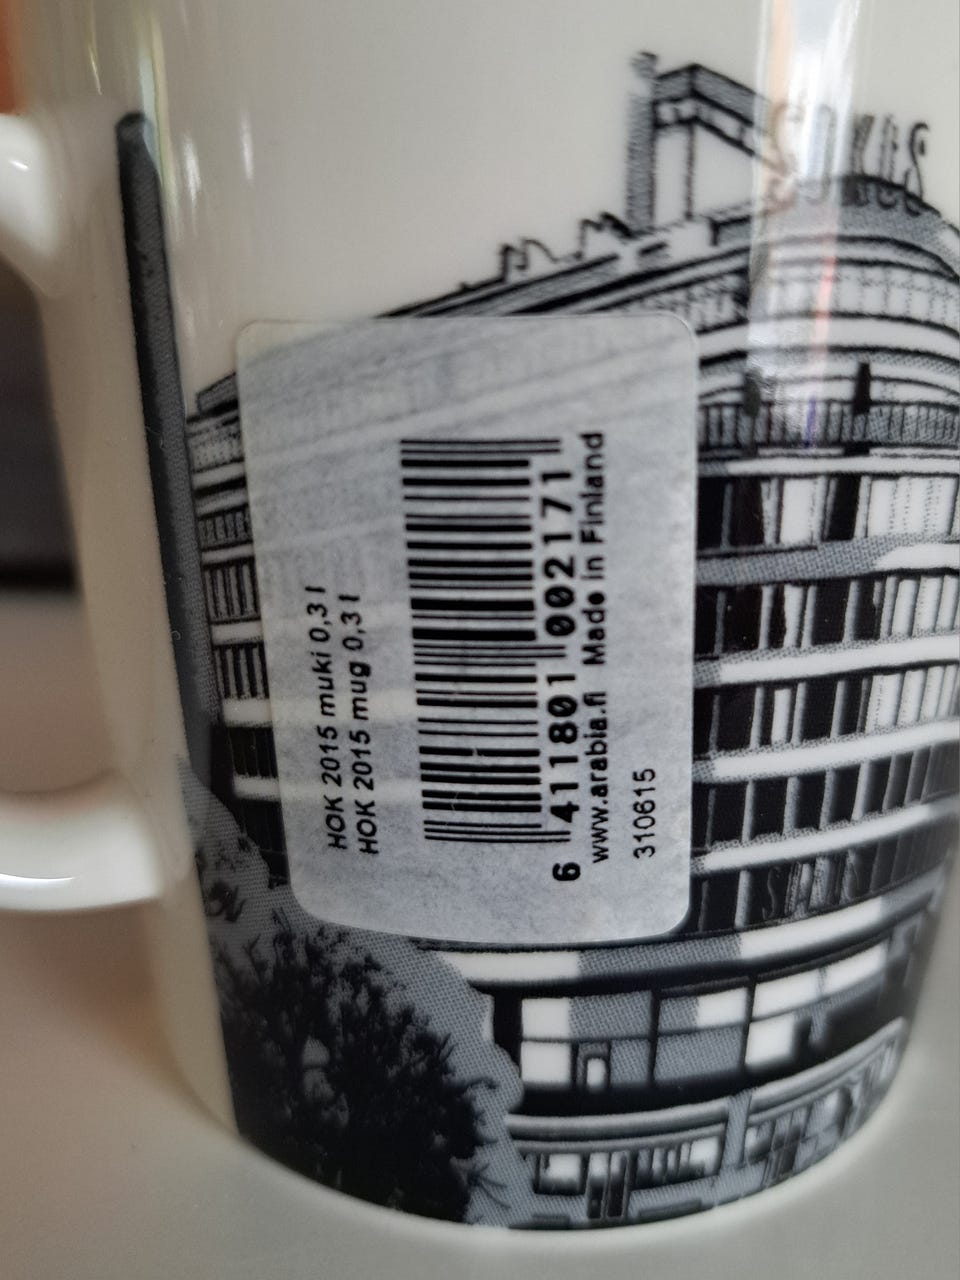 SOKOS
HOK 2015 muki 0,3 l
HOK 2015 mug 0,3 l
6 411801 002171
www.arabia.fi Made in Finland
310615